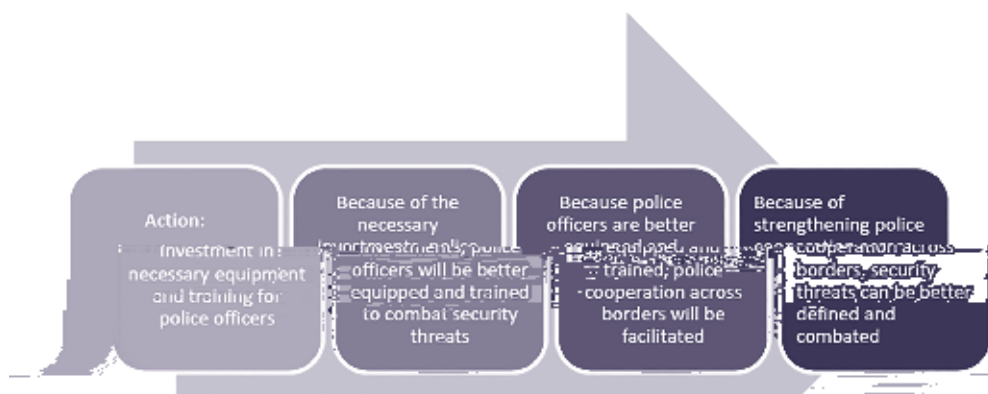 Action:
Investment in
necessary equipment
and training for
police officers
Because of the
necessary
officers will be better
equipped and trained
to combat security
threats
Because police
officers are better
trained, police
cooperation across
borders will be
facilitated
Because of
strengthening police
cooperation across
borders, security
threats can be better
defined and
combated